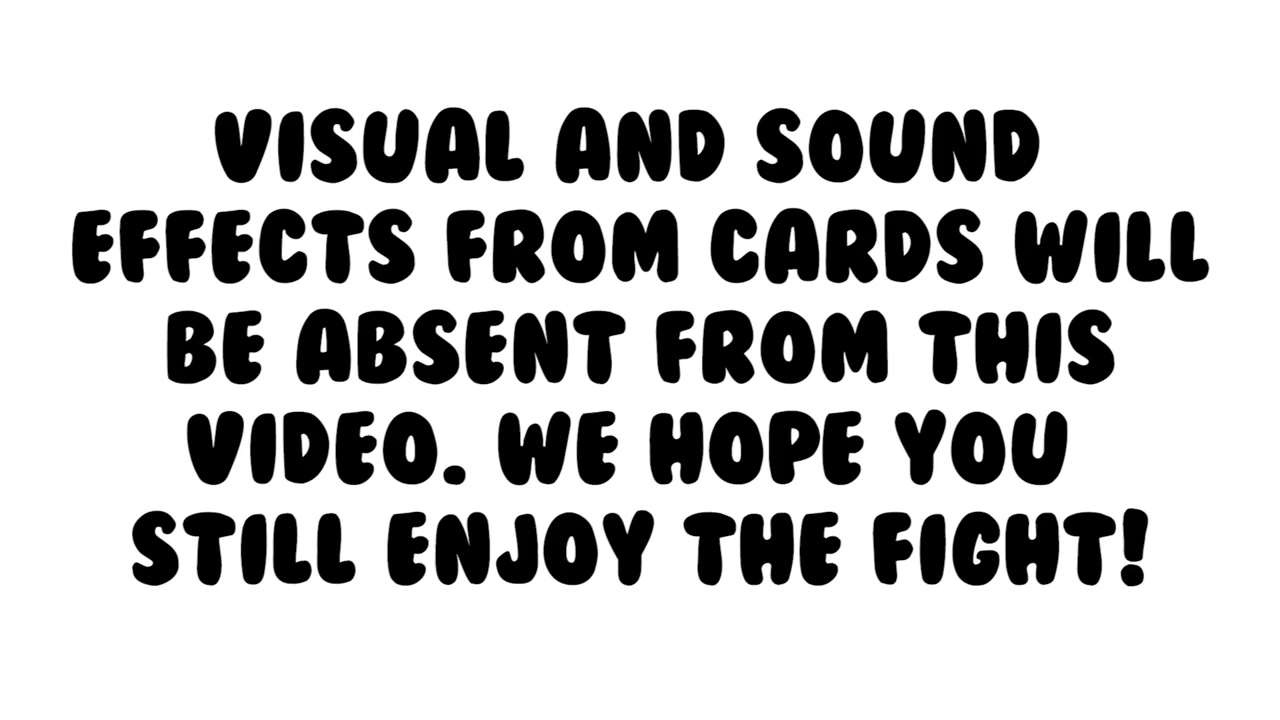 VISUAL AND SOUND
EFFECTS FROM CARDS WILL
BE ABSENT FROM THIS
VIDEO. WE HOPE YOU
STILL ENJOY THE FIGHT!